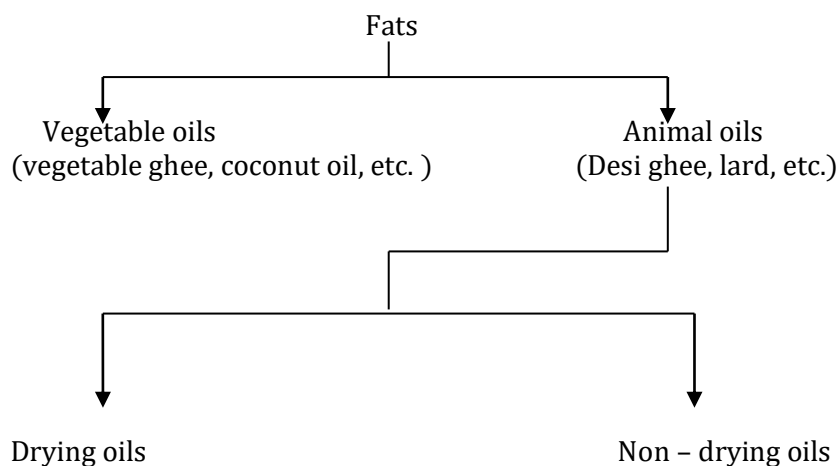 Fats
Vegetable oils
(vegetable ghee, coconut oil, etc. )
Animal oils
(Desi ghee, lard, etc.)
Drying oils
Non – drying oils